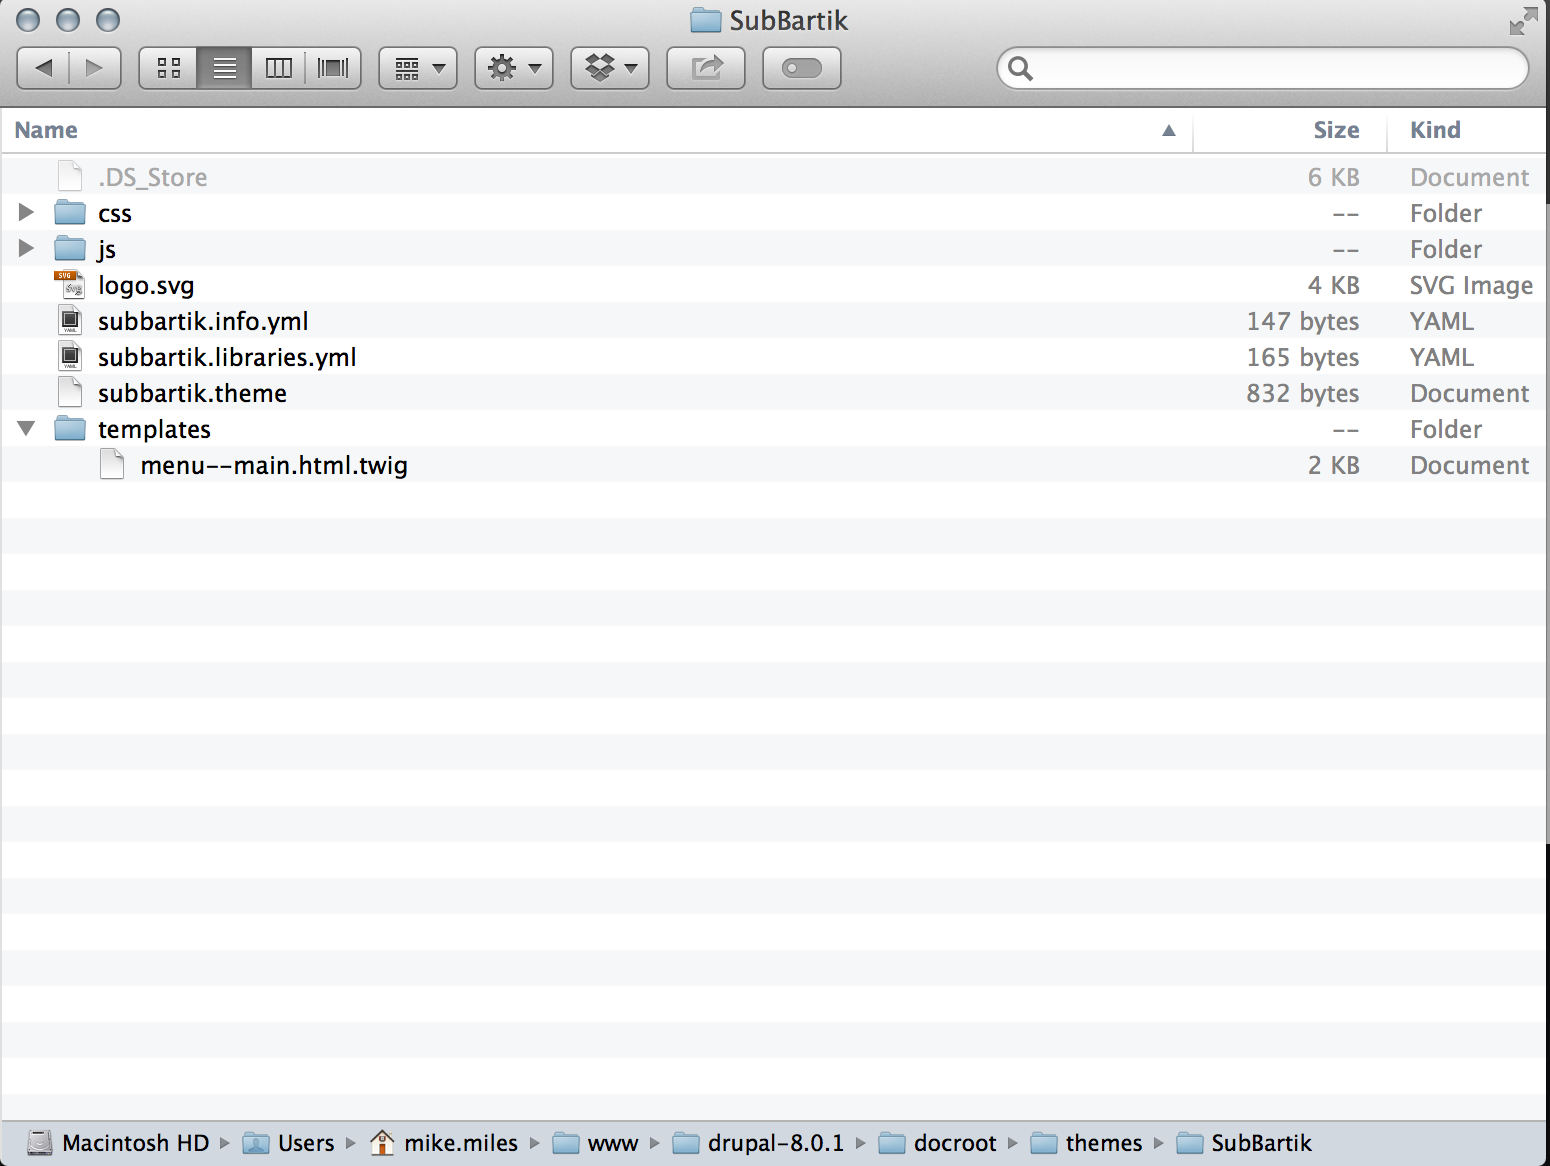 SubBartik
Name Size Kind
.DS_Store 6 KB Document
css -- Folder
js -- Folder
logo.svg 4 KB SVG Image
subbartik.info.yml 147 bytes YAML
subbartik.libraries.yml 165 bytes YAML
subbartik.theme 832 bytes Document
templates -- Folder
menu--main.html.twig 2 KB Document
Macintosh HD Users mike.miles www drupal-8.0.1 docroot themes SubBartik